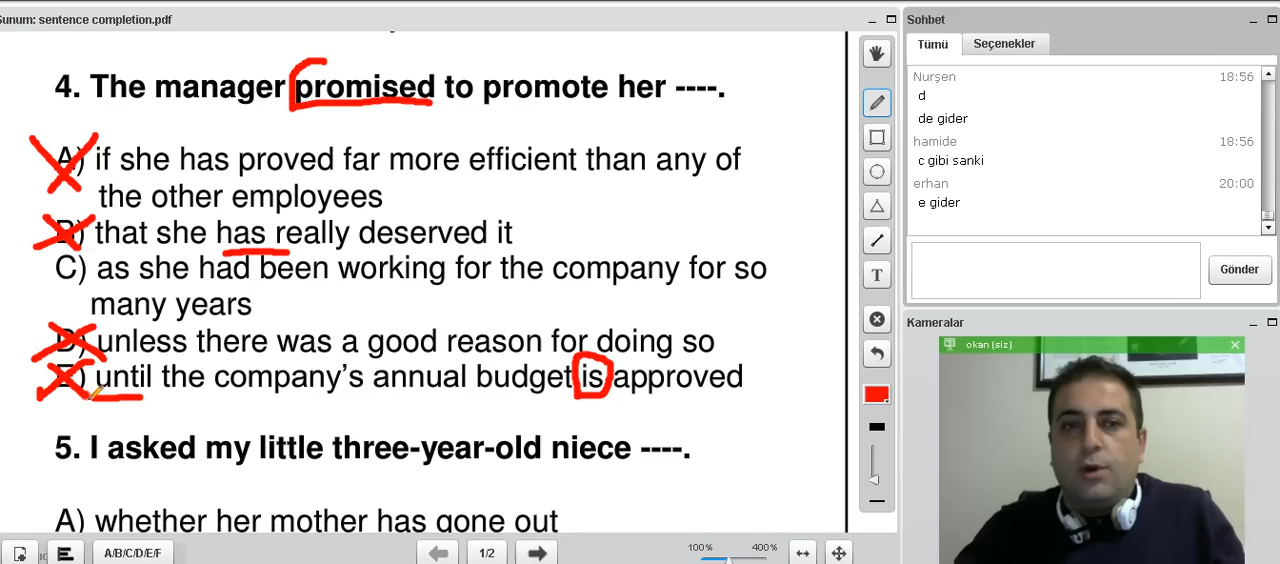 Sunum: sentence completion.pdf
4. The manager promised to promote her ----.
A) if she has proved far more efficient than any of
the other employees
B) that she has really deserved it
C) as she had been working for the company for so
many years
D) unless there was a good reason for doing so
E) until the company's annual budget is approved
5. I asked my little three-year-old niece ----.
A) whether her mother has gone out
A/B/C/D/E/F
1/2
100%
400%
T
Sohbet
Tümü
Seçenekler
Nurşen 18:56
d
de gider
hamide 18:56
c gibi sanki
erhan 20:00
e gider
Gönder
Kameralar
okan (siz)